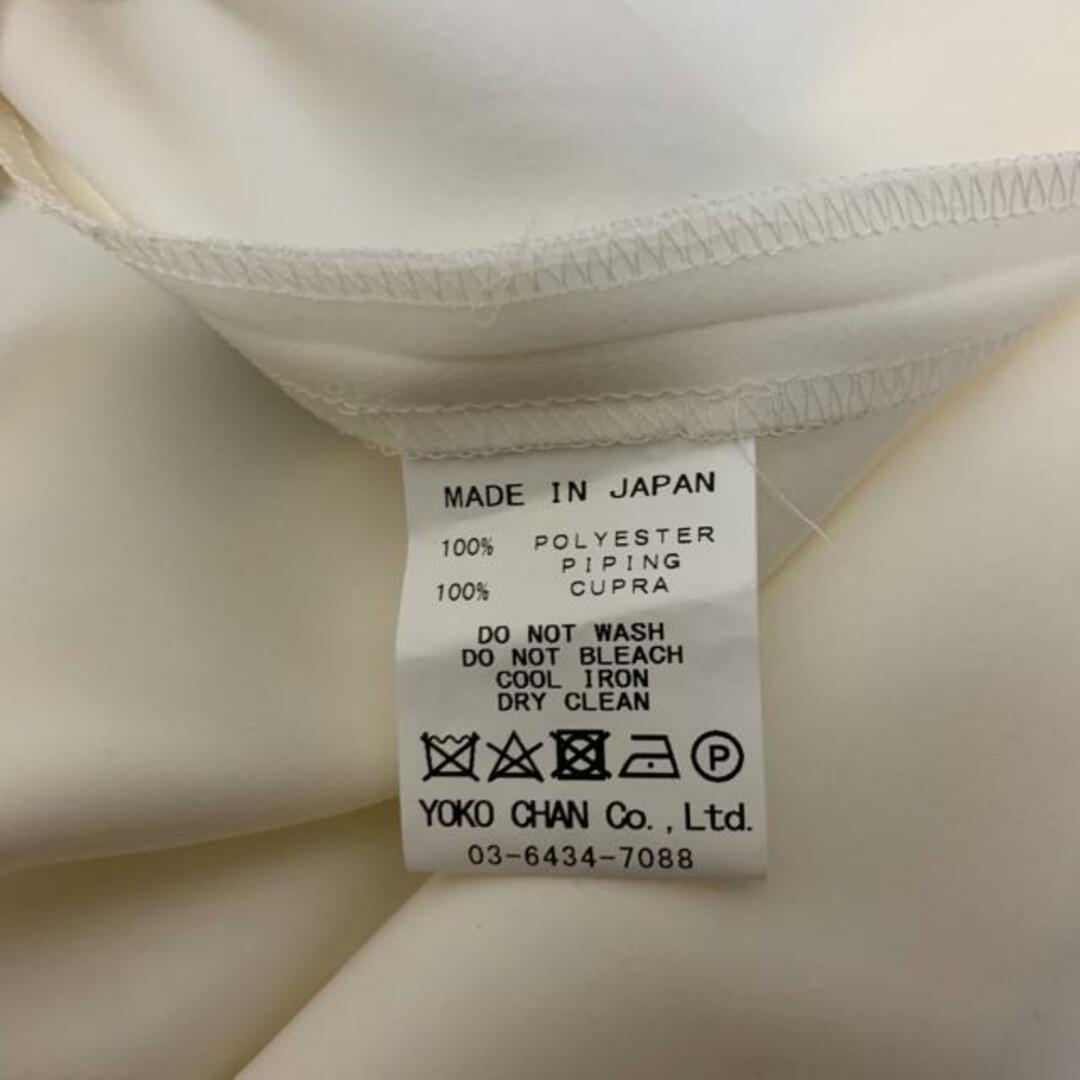 MADE IN JAPAN
100% POLYESTER
PIPING
100% CUPRA
DO NOT WASH
DO NOT BLEACH
COOL IRON
DRY CLEAN
P
YOKO CHAN Co.,Ltd.
03-6434-7088